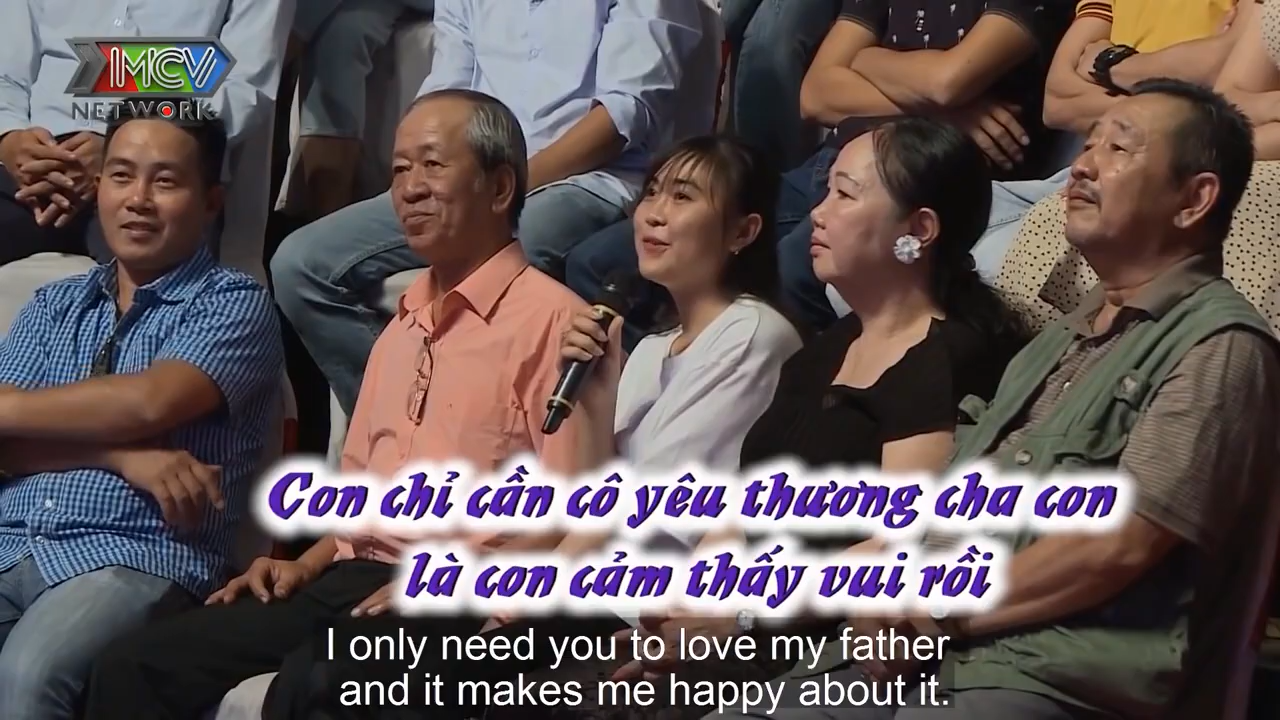 MCV
NETWORK
Con chỉ cần cô yêu thương cha con
là con cảm thấy vui rồi
I only need you to love my father
and it makes me happy about it.